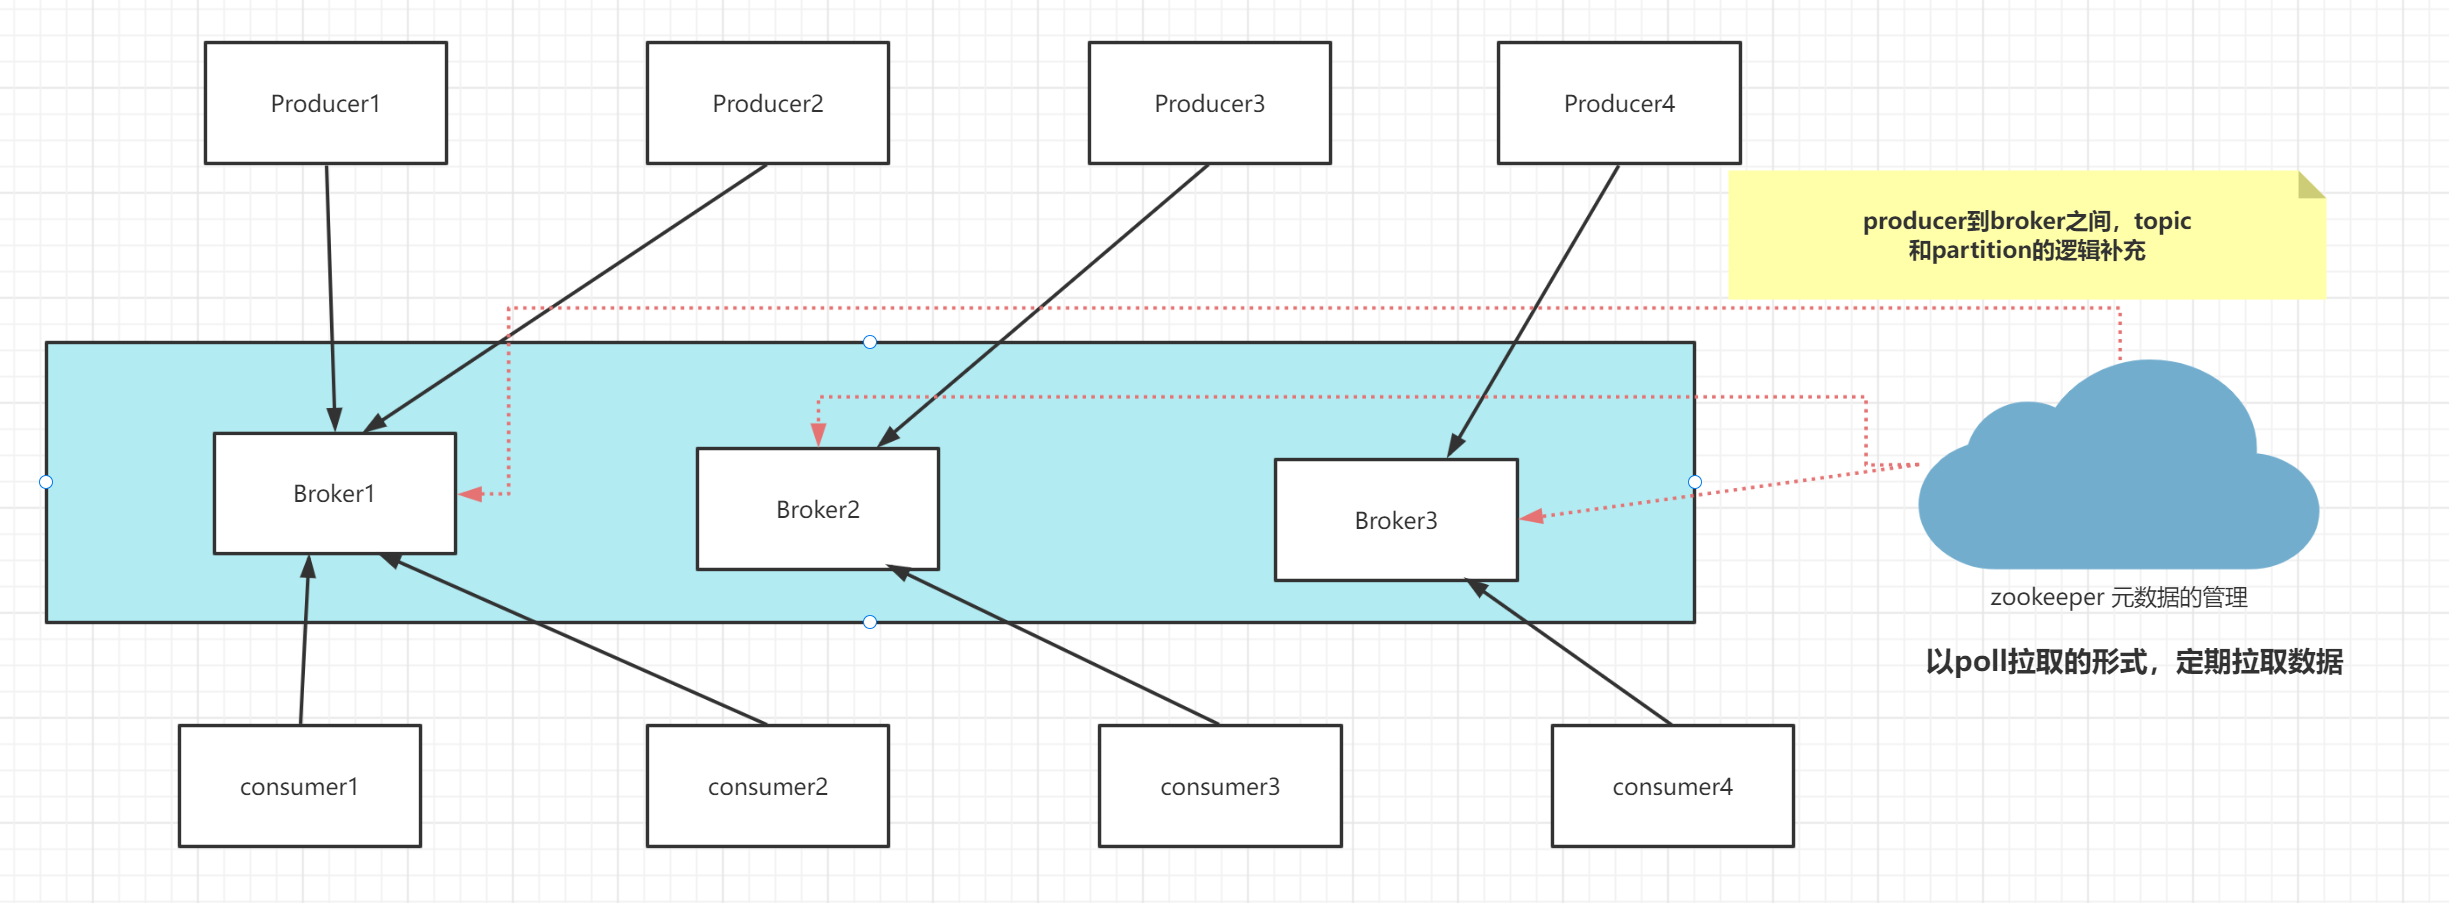 Producer1
Producer2
Producer3
Producer4
producer到broker之间，topic
和partition的逻辑补充
Broker1
Broker2
Broker3
zookeeper 元数据的管理
以poll拉取的形式，定期拉取数据
consumer1
consumer2
consumer3
consumer4